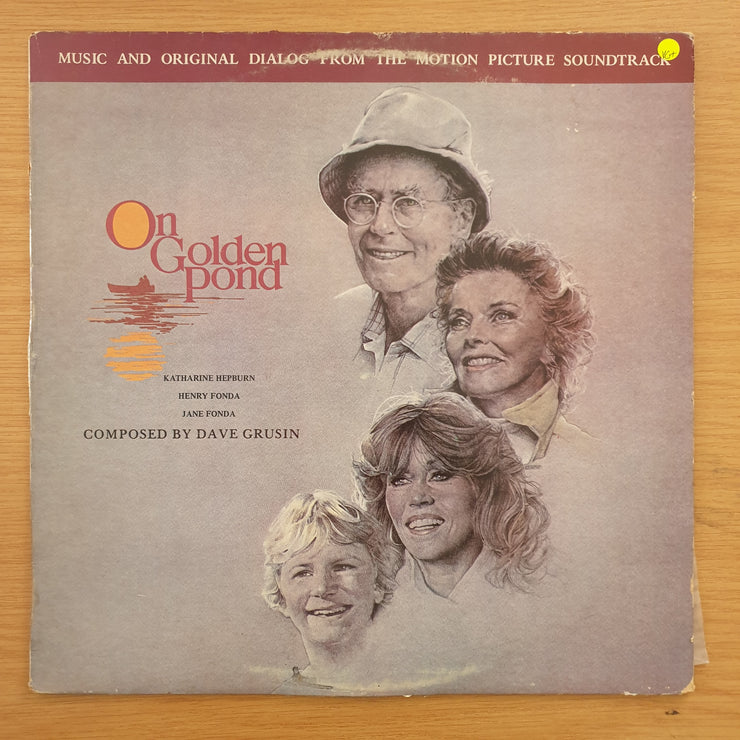 MUSIC AND ORIGINAL DIALOG FROM THE MOTION PICTURE SOUNDTRACK
On
Golden
pond
KATHARINE HEPBURN
HENRY FONDA
JANE FONDA
COMPOSED BY DAVE GRUSIN